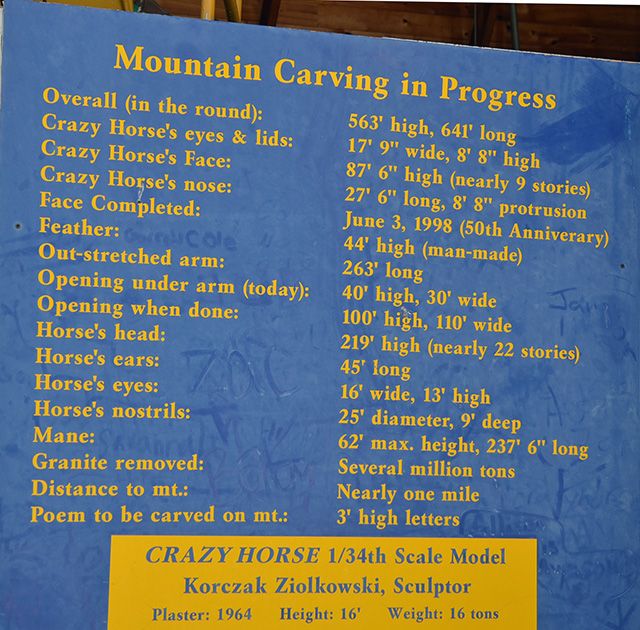 Mountain Carving in Progress
Overall (in the round): 563' high, 641' long
Crazy Horse's eyes & lids: 17' 9" wide, 8' 8" high
Crazy Horse's Face: 87' 6" high (nearly 9 stories)
Crazy Horse's nose: 27' 6" long, 8' 8" protrusion
Face Completed: June 3, 1998 (50th Anniverary)
Feather: 44' high (man-made)
Out-stretched arm: 263' long
Opening under arm (today): 40' high, 30' wide
Opening when done: 100' high, 110' wide
Horse's head: 219' high (nearly 22 stories)
Horse's ears: 45' long
Horse's eyes: 16' wide, 13' high
Horse's nostrils: 25' diameter, 9' deep
Mane: 62' max. height, 237' 6" long
Granite removed: Several million tons
Distance to mt.: Nearly one mile
Poem to be carved on mt.: 3' high letters
CRAZY HORSE 1/34th Scale Model
Korczak Ziolkowski, Sculptor
Plaster: 1964 Height: 16' Weight: 16 tons